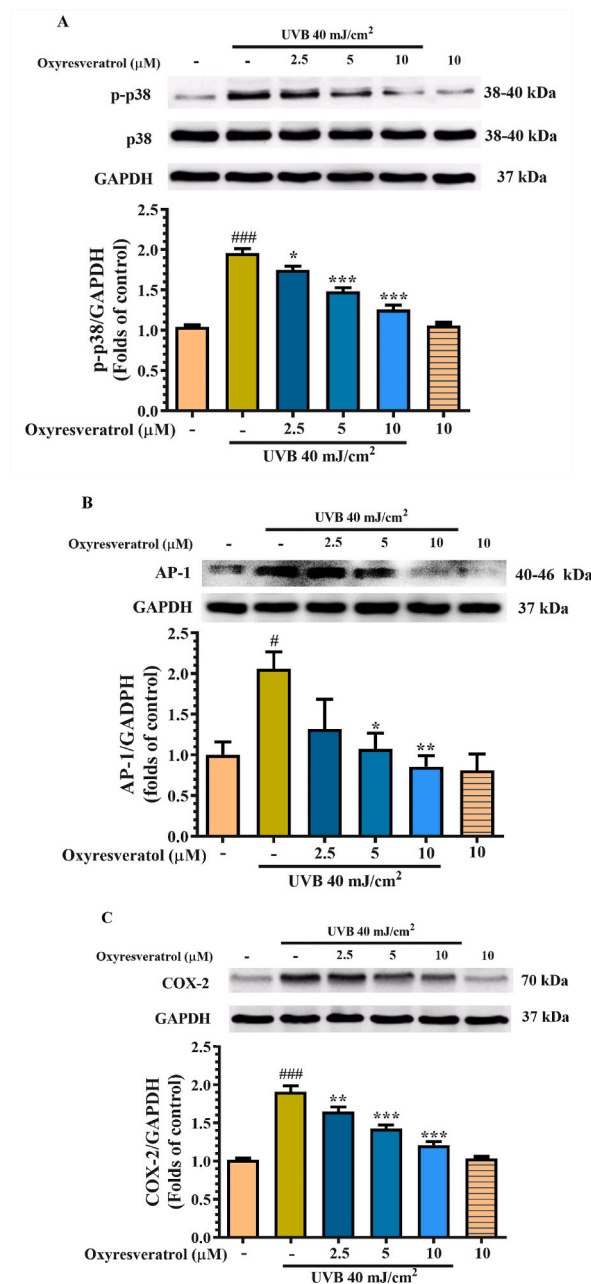 A
UVB 40 mJ/cm²
Oxyresveratrol (μM) - - 2.5 5 10 10
p-p38 38-40 kDa
p38 38-40 kDa
GAPDH 37 kDa
p-p38/GAPDH
(Folds of control)
2.5
2.0
1.5
1.0
0.5
0.0
### * *** ***
Oxyresveratrol (μM) - - 2.5 5 10 10
UVB 40 mJ/cm²
B
UVB 40 mJ/cm²
Oxyresveratrol (μM) - - 2.5 5 10 10
AP-1 40-46 kDa
GAPDH 37 kDa
AP-1/GADPH
(folds of control)
2.5
2.0
1.5
1.0
0.5
0.0
# * **
Oxyresveratol (μM) - - 2.5 5 10 10
UVB 40 mJ/cm²
C
UVB 40 mJ/cm²
Oxyresveratrol (μM) - - 2.5 5 10 10
COX-2 70 kDa
GAPDH 37 kDa
COX-2/GAPDH
(Folds of control)
2.5
2.0
1.5
1.0
0.5
0.0
### ** *** ***
Oxyresveratrol (μM) - - 2.5 5 10 10
UVB 40 mJ/cm²